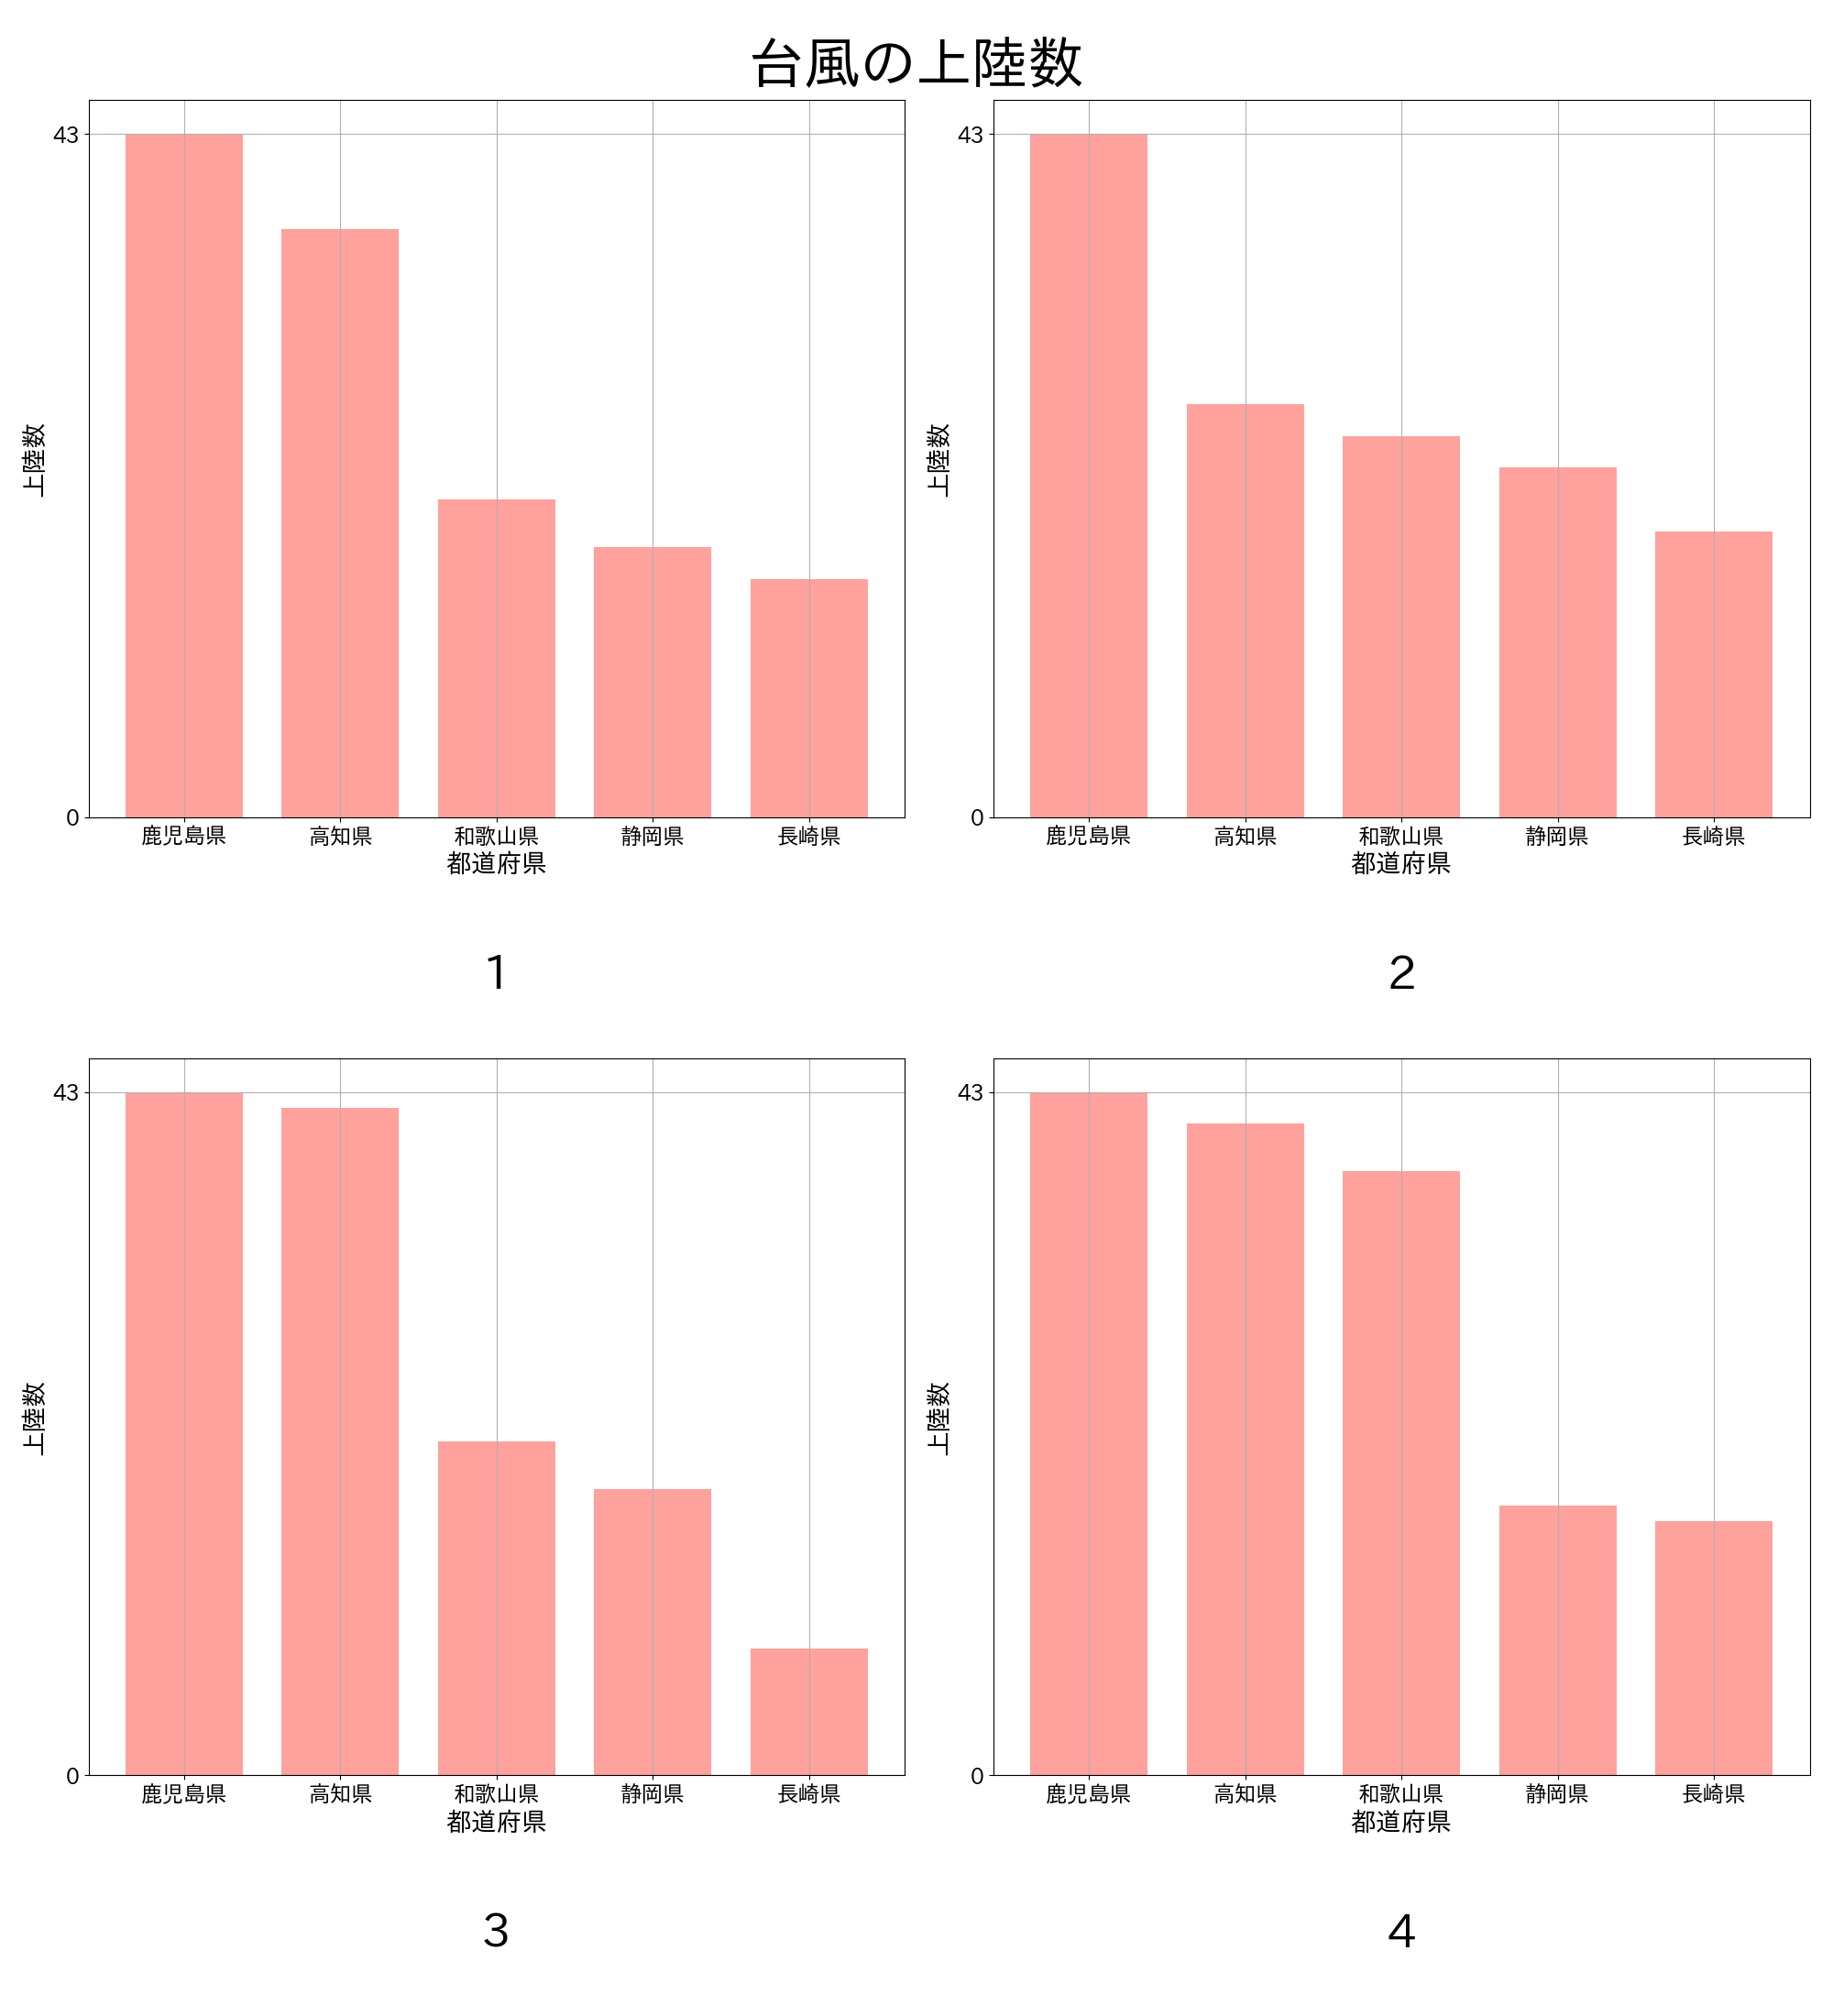 台風の上陸数
43
0
上陸数
鹿児島県 高知県 和歌山県 静岡県 長崎県
都道府県
1
43
0
上陸数
鹿児島県 高知県 和歌山県 静岡県 長崎県
都道府県
2
43
0
上陸数
鹿児島県 高知県 和歌山県 静岡県 長崎県
都道府県
3
43
0
上陸数
鹿児島県 高知県 和歌山県 静岡県 長崎県
都道府県
4